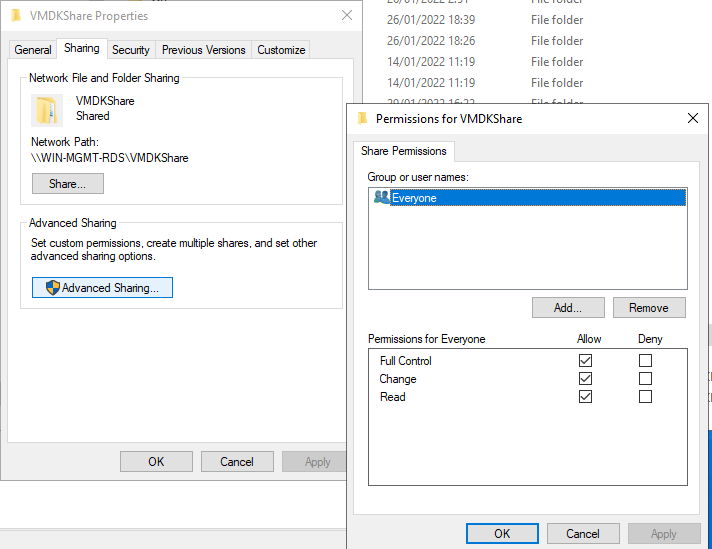 VMDKShare Properties
General Sharing Security Previous Versions Customize
Network File and Folder Sharing
VMDKShare
Shared
Network Path:
\\WIN-MGMT-RDS\VMDKShare
Share...
Advanced Sharing
Set custom permissions, create multiple shares, and set other
advanced sharing options.
Advanced Sharing...
OK Cancel Apply
26/01/2022 18:39 File folder
26/01/2022 18:26 File folder
14/01/2022 11:19 File folder
14/01/2022 11:19 File folder
File folder
Permissions for VMDKShare
Share Permissions
Group or user names:
Everyone
Add... Remove
Permissions for Everyone Allow Deny
Full Control
Change
Read
OK Cancel Apply